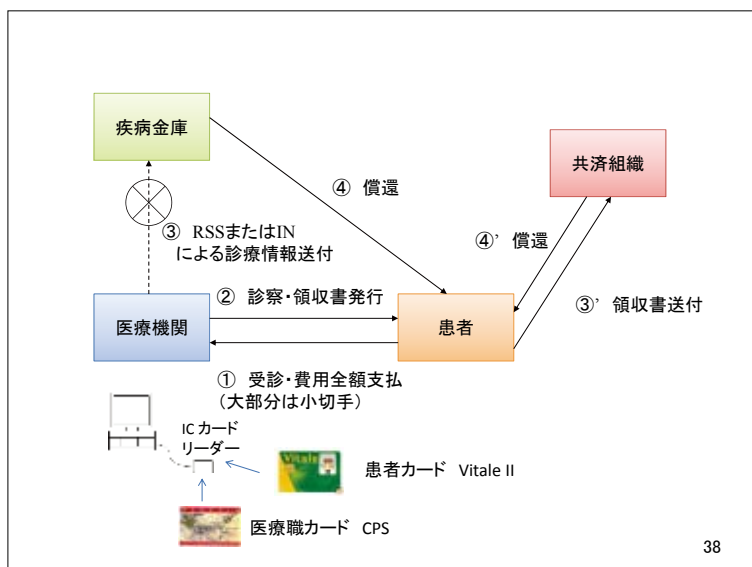 疾病金庫
共済組織
④ 償還
③ RSSまたはIN
による診療情報送付
④’ 償還
② 診察・領収書発行
③’ 領収書送付
医療機関
患者
① 受診・費用全額支払
(大部分は小切手)
ICカード
リーダー
Vitale
患者カード Vitale II
医療職カード CPS
38